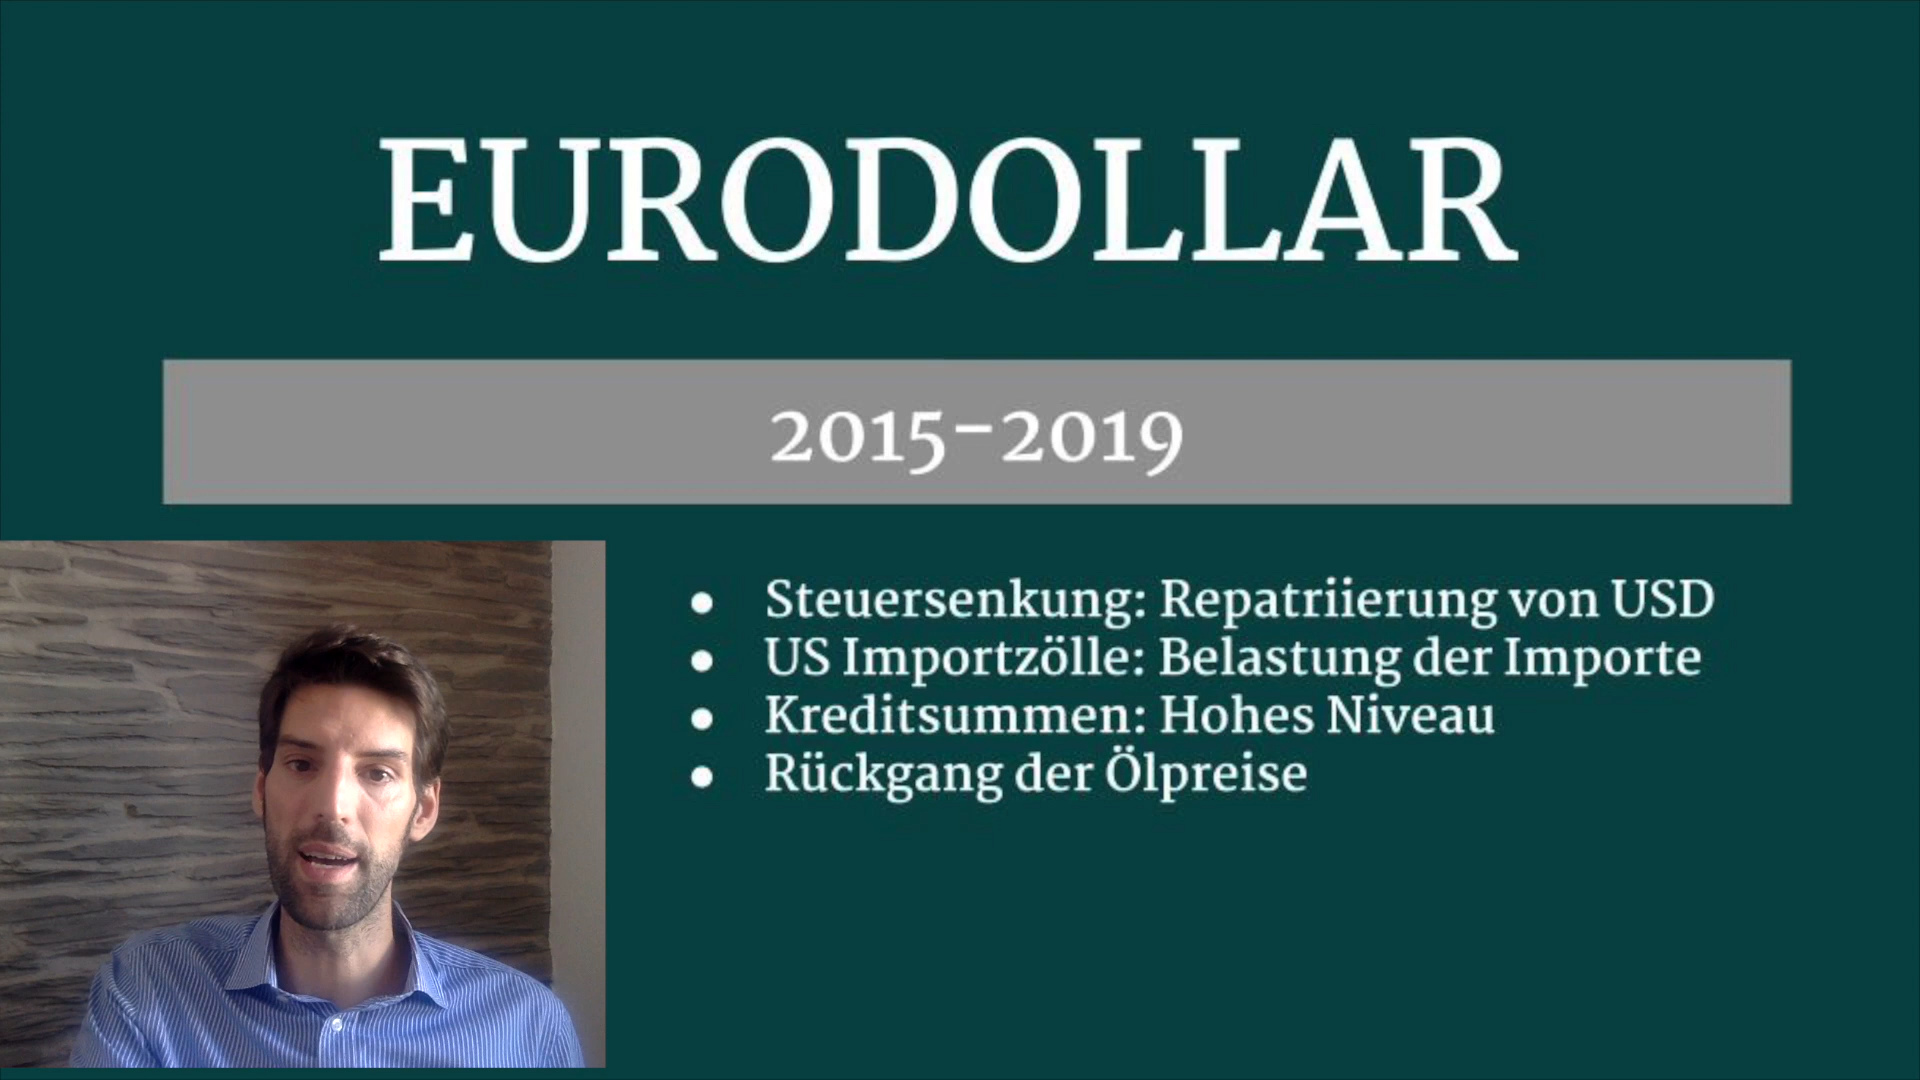 EURODOLLAR
2015-2019
● Steuersenkung: Repatriierung von USD
● US Importzölle: Belastung der Importe
● Kreditsummen: Hohes Niveau
● Rückgang der Ölpreise